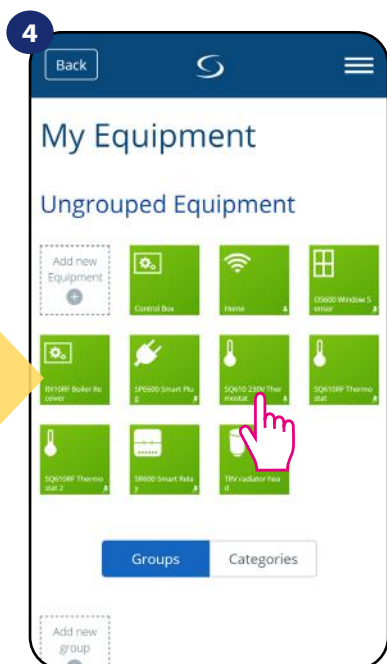 4
Back
My Equipment
Ungrouped Equipment
Add new
Equipment
Control Box
Home
OS600 Window S
ensor
RX10RF Boiler Re
ceiver
SPE600 Smart Plu
g
SQ610 230V Ther
mostat
SQ610RF Thermo
stat
SQ610RF Thermo
stat 2
SR600 Smart Rela
y
TRV radiator hea
d
Groups
Categories
Add new
group